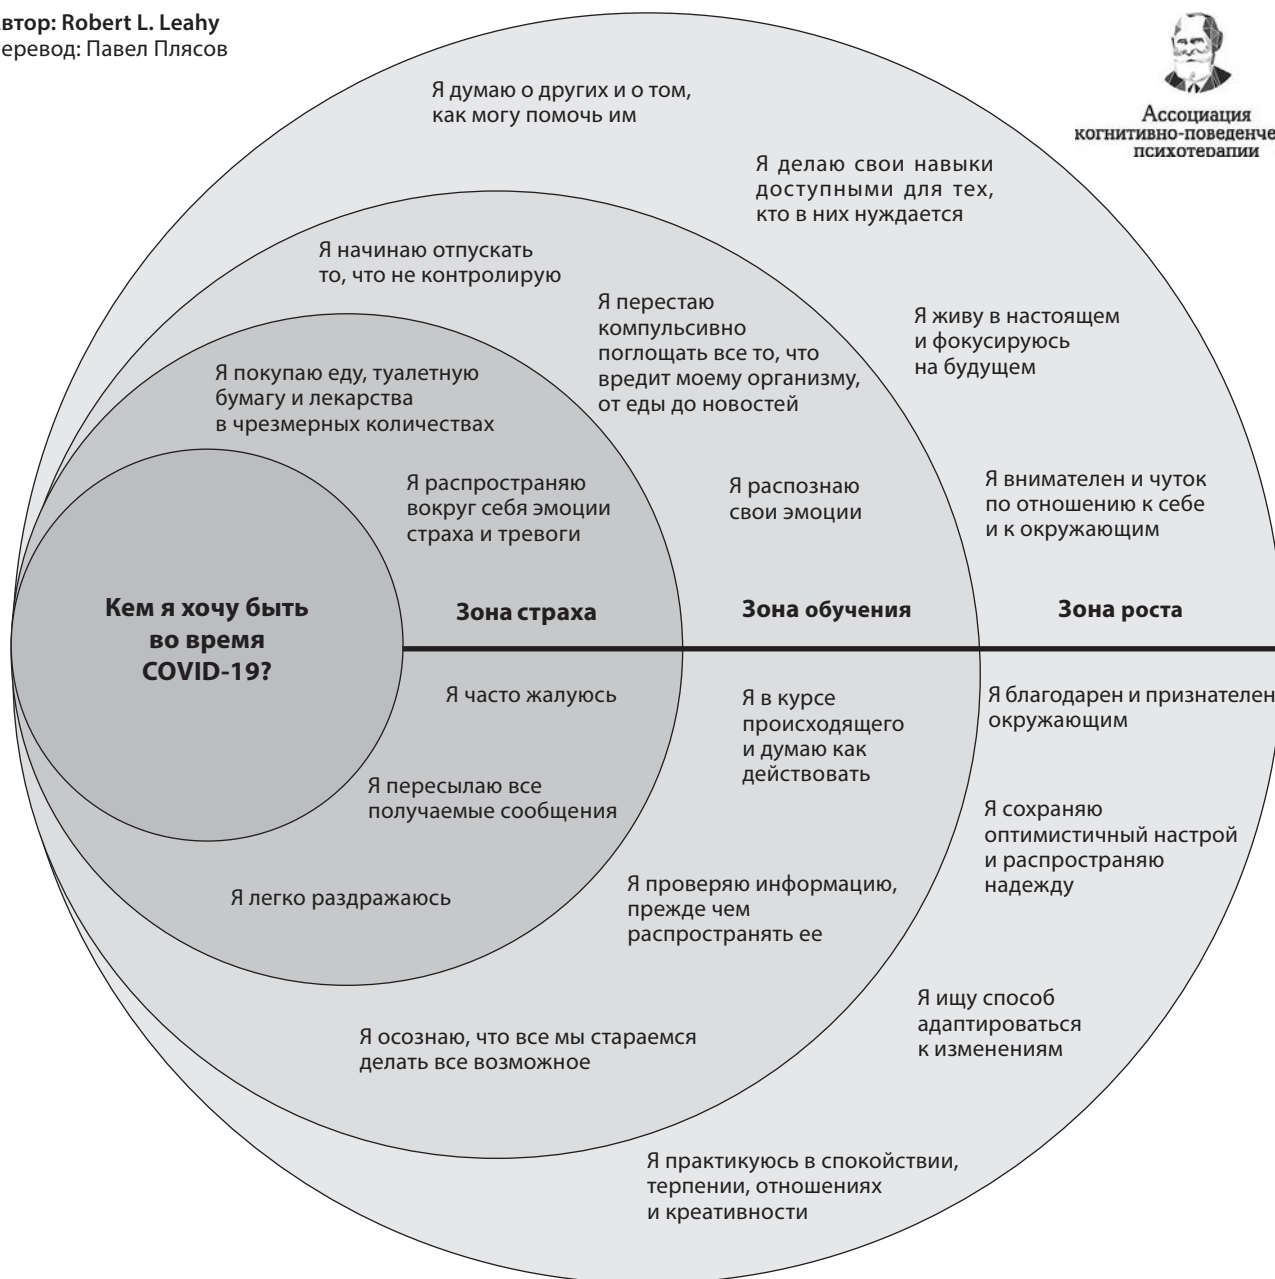 втор: Robert L. Leahy
еревод: Павел Плясов
Ассоциация
когнитивно-поведенче
психотерапии
Я думаю о других и о том,
как могу помочь им
Я делаю свои навыки
доступными для тех,
кто в них нуждается
Я начинаю отпускать
то, что не контролирую
Я перестаю
компульсивно
поглощать все то, что
вредит моему организму,
от еды до новостей
Я живу в настоящем
и фокусируюсь
на будущем
Я покупаю еду, туалетную
бумагу и лекарства
в чрезмерных количествах
Я распространяю
вокруг себя эмоции
страха и тревоги
Я распознаю
свои эмоции
Я внимателен и чуток
по отношению к себе
и к окружающим
Кем я хочу быть
во время
COVID-19?
Зона страха
Зона обучения
Зона роста
Я часто жалуюсь
Я в курсе
происходящего
и думаю как
действовать
Я благодарен и признателен
окружающим
Я пересылаю все
получаемые сообщения
Я сохраняю
оптимистичный настрой
и распространяю
надежду
Я легко раздражаюсь
Я проверяю информацию,
прежде чем
распространять ее
Я ищу способ
адаптироваться
к изменениям
Я осознаю, что все мы стараемся
делать все возможное
Я практикуюсь в спокойствии,
терпении, отношениях
и креативности